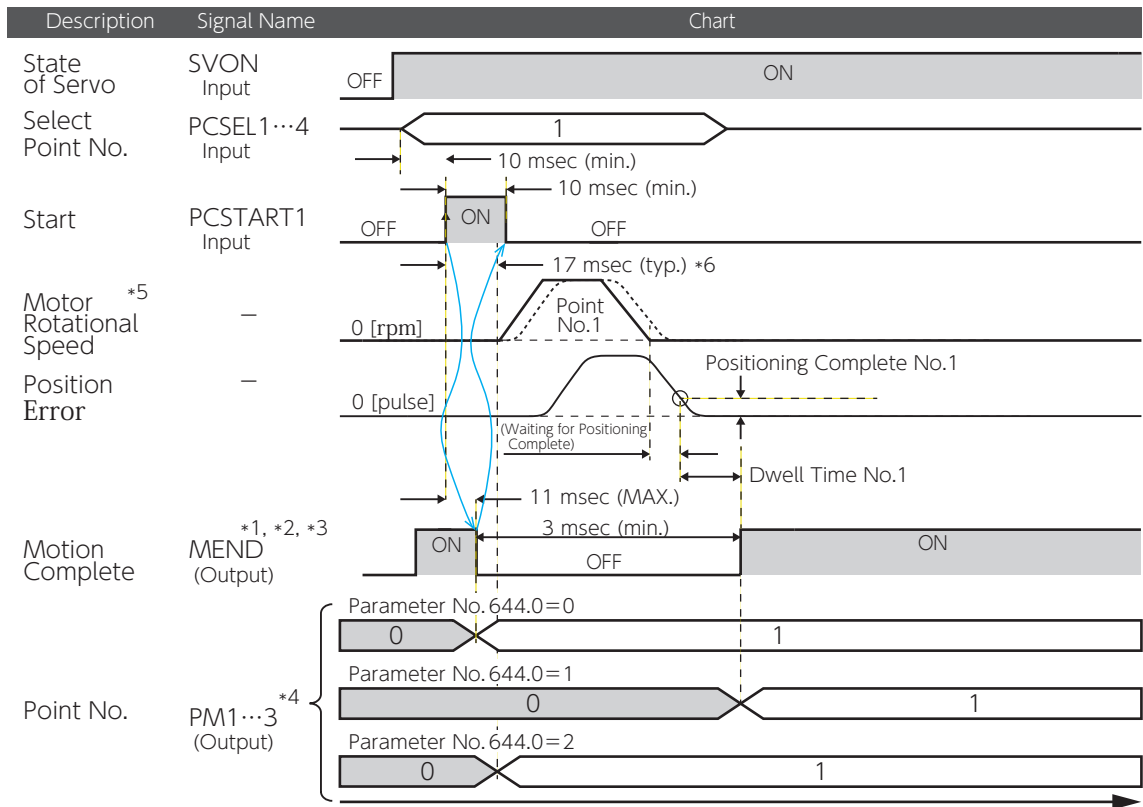 Description Signal Name Chart
State of Servo
SVON
Input
OFF
ON
Select Point No.
PCSEL1…4
Input
1
10 msec (min.)
10 msec (min.)
Start
PCSTART1
Input
OFF
ON
OFF
17 msec (typ.) *6
Motor *5
Rotational
Speed
–
0 [rpm]
Point
No.1
Position
Error
–
0 [pulse]
Positioning Complete No.1
(Waiting for Positioning
Complete)
Dwell Time No.1
11 msec (MAX.)
Motion
Complete
*1, *2, *3
MEND
(Output)
ON
3 msec (min.)
OFF
ON
Point No.
PM1…3 *4
(Output)
Parameter No.644.0=0
0
1
Parameter No.644.0=1
0
1
Parameter No.644.0=2
0
1